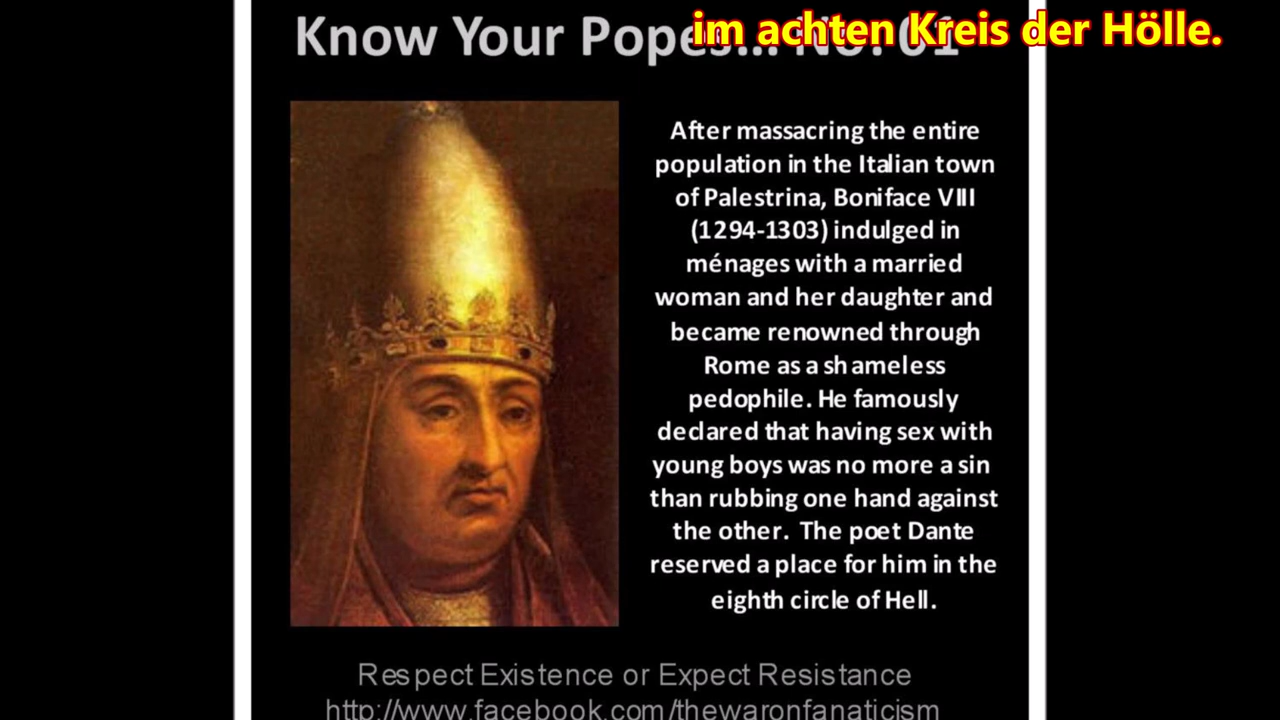 Know Your Popes... No. 01
im achten Kreis der Hölle.
After massacring the entire
population in the Italian town
of Palestrina, Boniface VIII
(1294-1303) indulged in
ménages with a married
woman and her daughter and
became renowned through
Rome as a shameless
pedophile. He famously
declared that having sex with
young boys was no more a sin
than rubbing one hand against
the other. The poet Dante
reserved a place for him in the
eighth circle of Hell.
Respect Existence or Expect Resistance
http://www.facebook.com/thewaronfanaticism